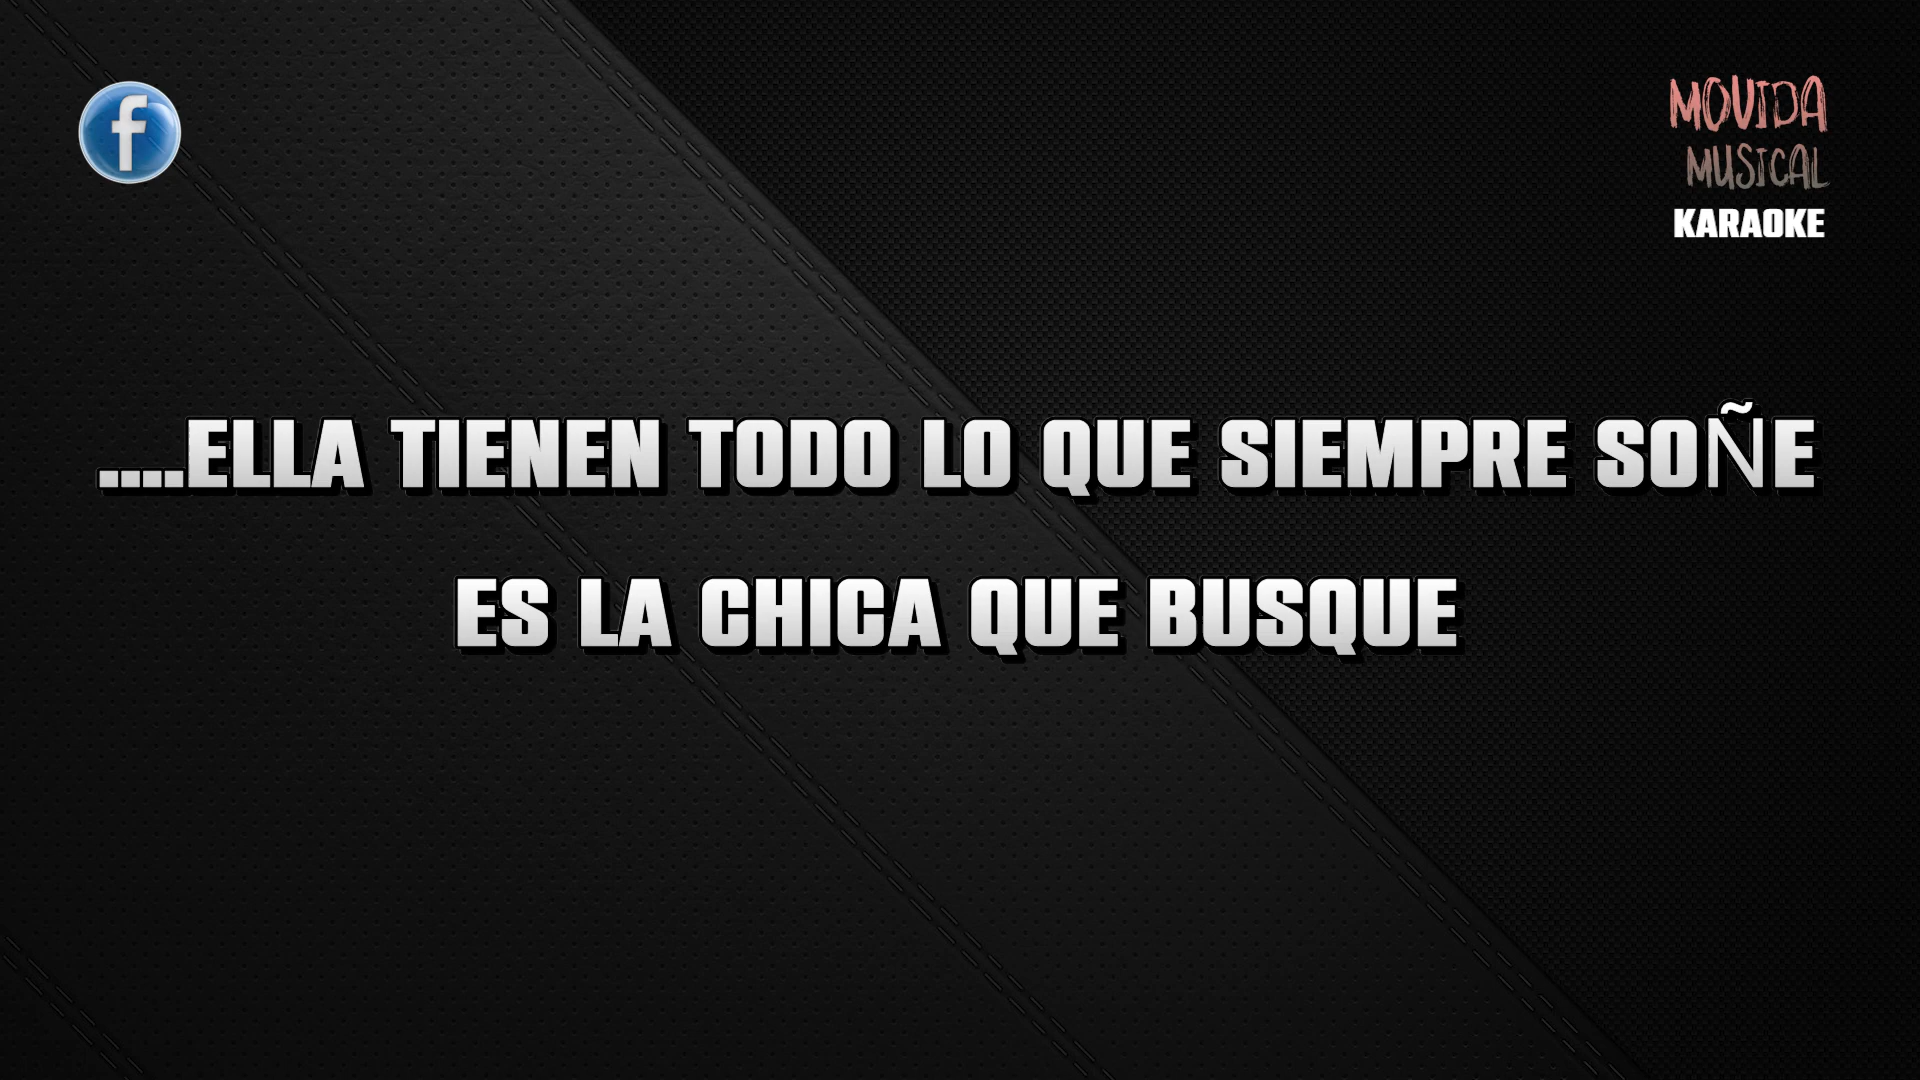 f
MOVIDA
MUSICAL
KARAOKE
....ELLA TIENEN TODO LO QUE SIEMPRE SOÑE
ES LA CHICA QUE BUSQUE